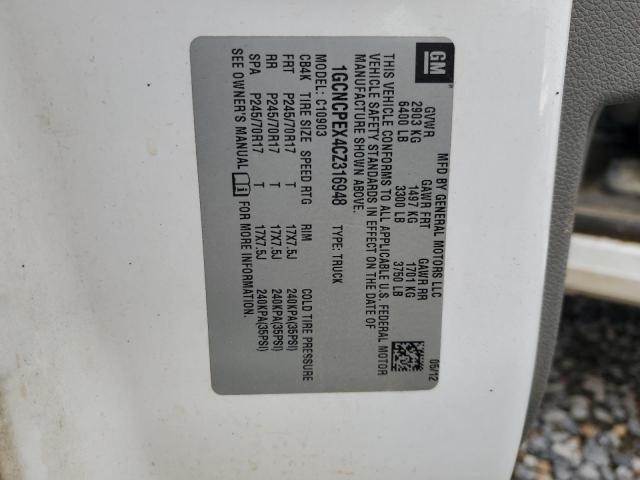 GM
MFD BY GENERAL MOTORS LLC 05/12
GVWR GAWR FRT GAWR RR
2903 KG 1497 KG 1701 KG
6400 LB 3300 LB 3750 LB
THIS VEHICLE CONFORMS TO ALL APPLICABLE U.S. FEDERAL MOTOR
VEHICLE SAFETY STANDARDS IN EFFECT ON THE DATE OF
MANUFACTURE SHOWN ABOVE.
1GCNCPEX4CZ316948 TYPE: TRUCK
MODEL: C10903
CB4K TIRE SIZE SPEED RTG RIM COLD TIRE PRESSURE
FRT P245/70R17 T 17X7.5J 240KPA(35PSI)
RR P245/70R17 T 17X7.5J 240KPA(35PSI)
SPA P245/70R17 T 17X7.5J 240KPA(35PSI)
SEE OWNER'S MANUAL FOR MORE INFORMATION.